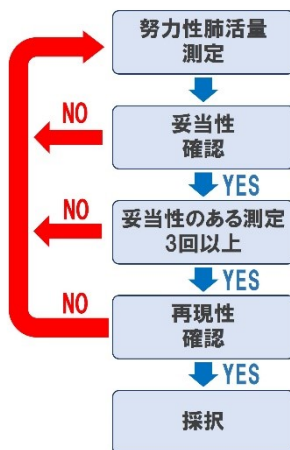 努力性肺活量
測定
NO
妥当性
確認
YES
NO
妥当性のある測定
3回以上
YES
NO
再現性
確認
YES
採択